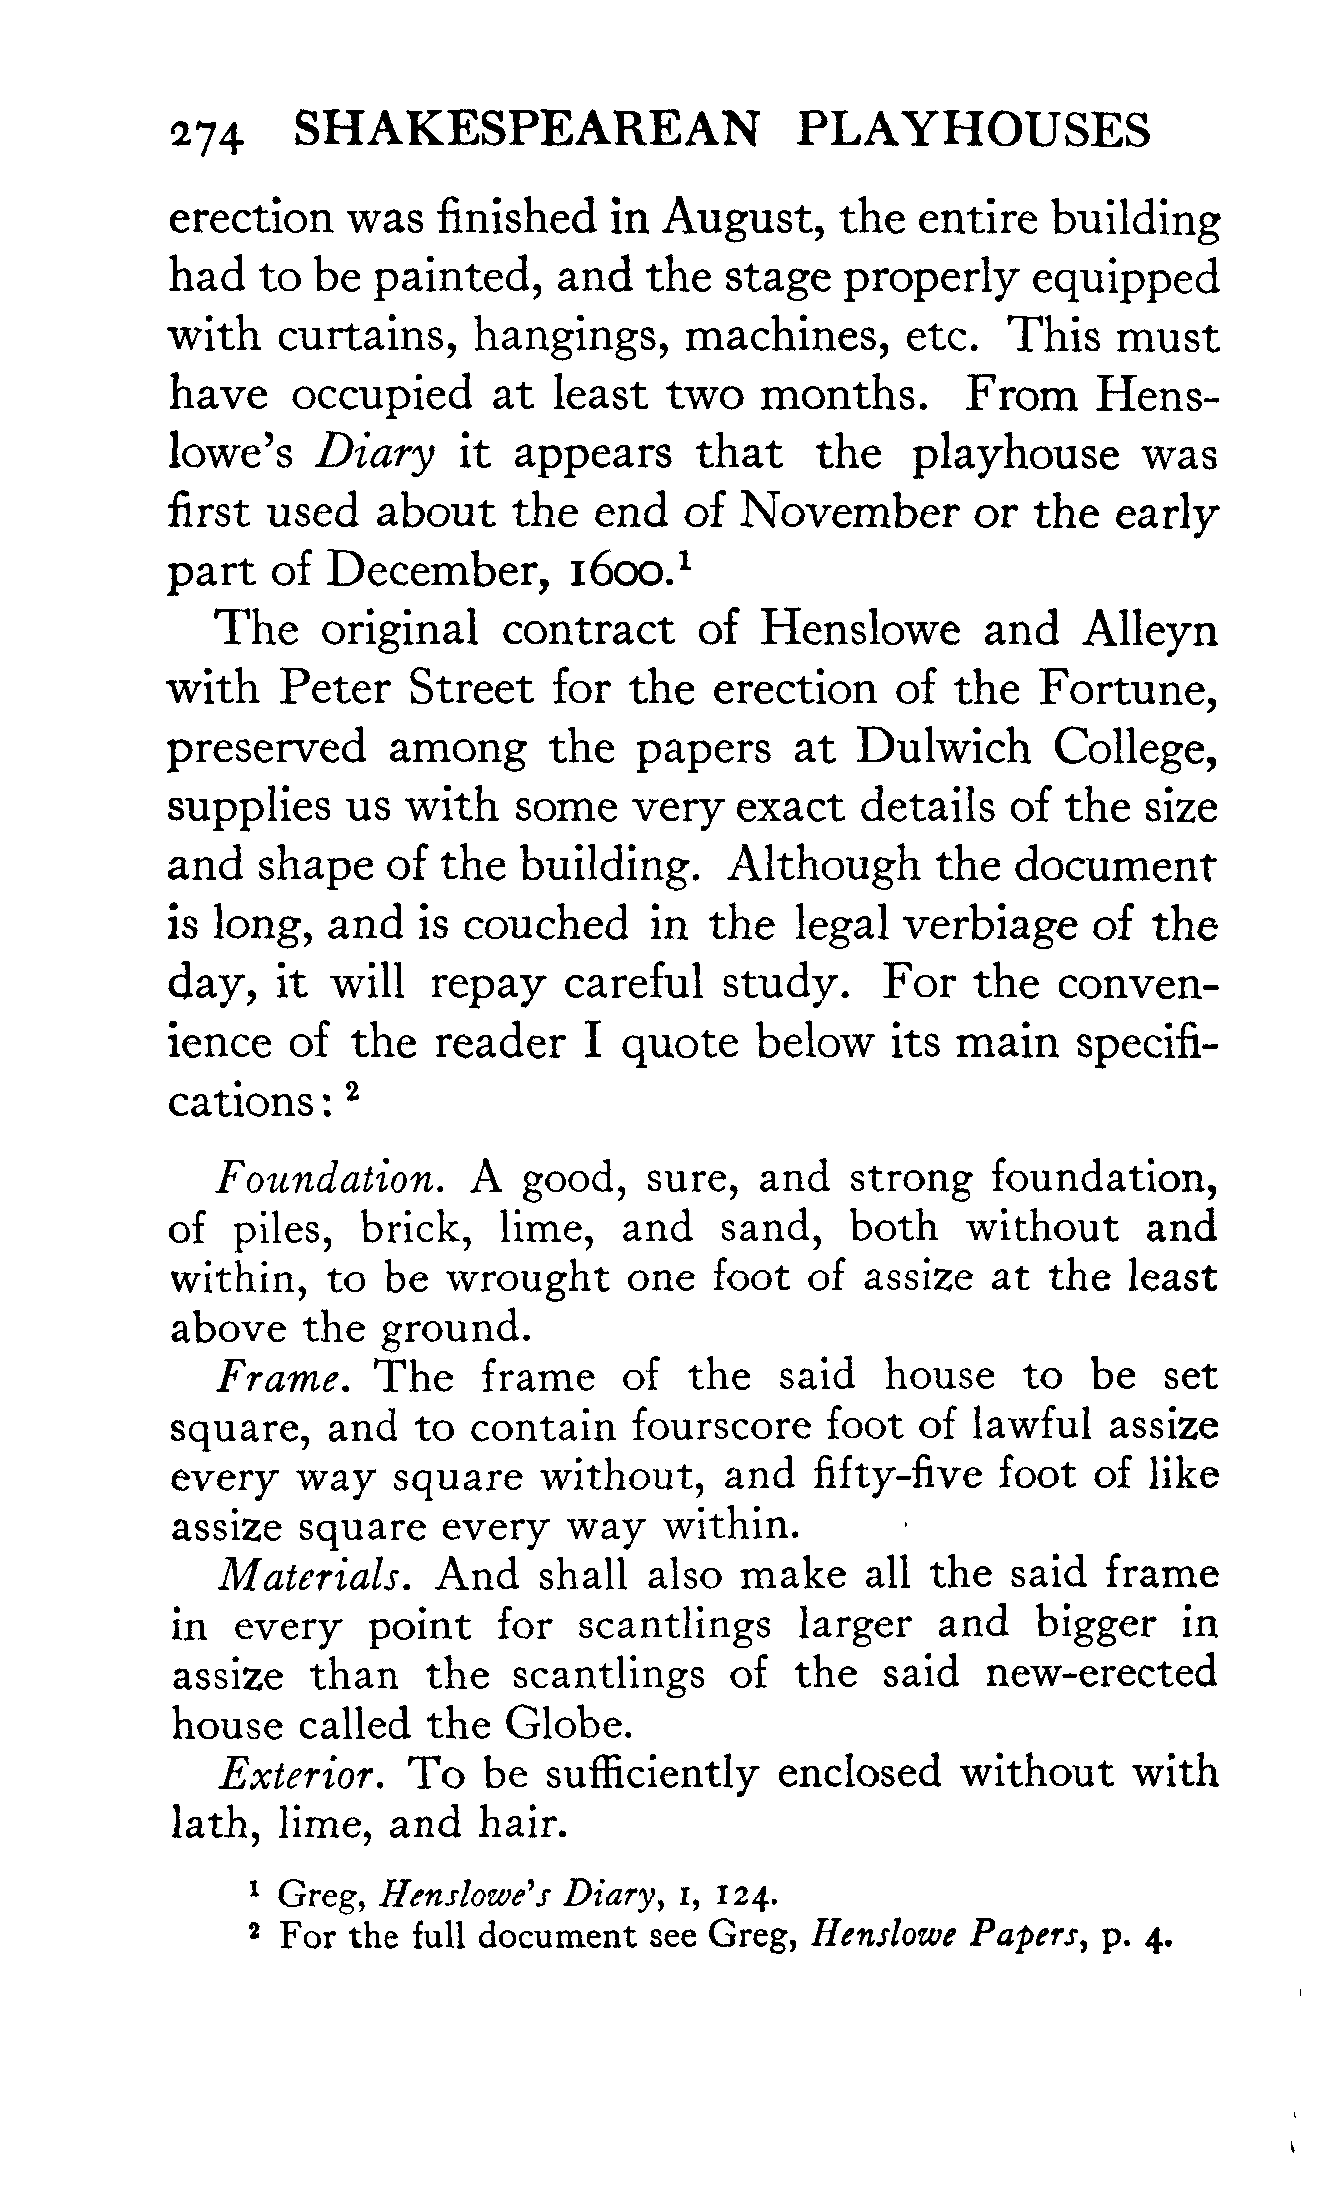 274 SHAKESPEAREAN PLAYHOUSES
erection was finished in August, the entire building
had to be painted, and the stage properly equipped
with curtains, hangings, machines, etc. This must
have occupied at least two months. From Hens-
lowe's Diary it appears that the playhouse was
first used about the end of November or the early
part of December, 1600.¹
The original contract of Henslowe and Alleyn
with Peter Street for the erection of the Fortune,
preserved among the papers at Dulwich College,
supplies us with some very exact details of the size
and shape of the building. Although the document
is long, and is couched in the legal verbiage of the
day, it will repay careful study. For the conven-
ience of the reader I quote below its main specifi-
cations: ²
Foundation. A good, sure, and strong foundation,
of piles, brick, lime, and sand, both without and
within, to be wrought one foot of assize at the least
above the ground.
Frame. The frame of the said house to be set
square, and to contain fourscore foot of lawful assize
every way square without, and fifty-five foot of like
assize square every way within.
Materials. And shall also make all the said frame
in every point for scantlings larger and bigger in
assize than the scantlings of the said new-erected
house called the Globe.
Exterior. To be sufficiently enclosed without with
lath, lime, and hair.
¹ Greg, Henslowe's Diary, I, 124.
² For the full document see Greg, Henslowe Papers, p. 4.